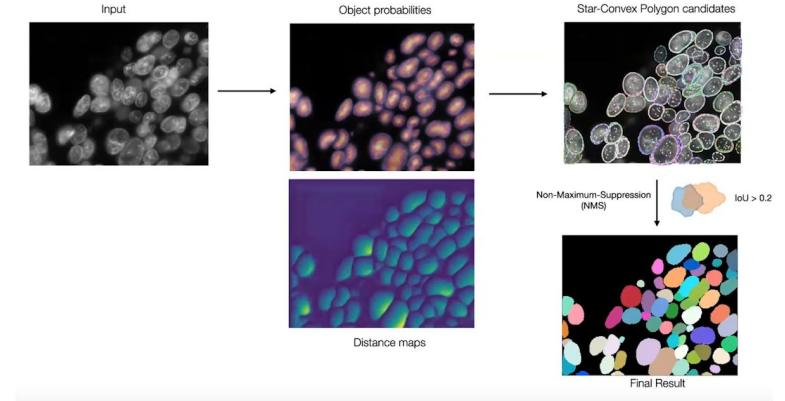 Input
Object probabilities
Star-Convex Polygon candidates
Non-Maximum-Suppression
(NMS)
IoU > 0.2
Distance maps
Final Result